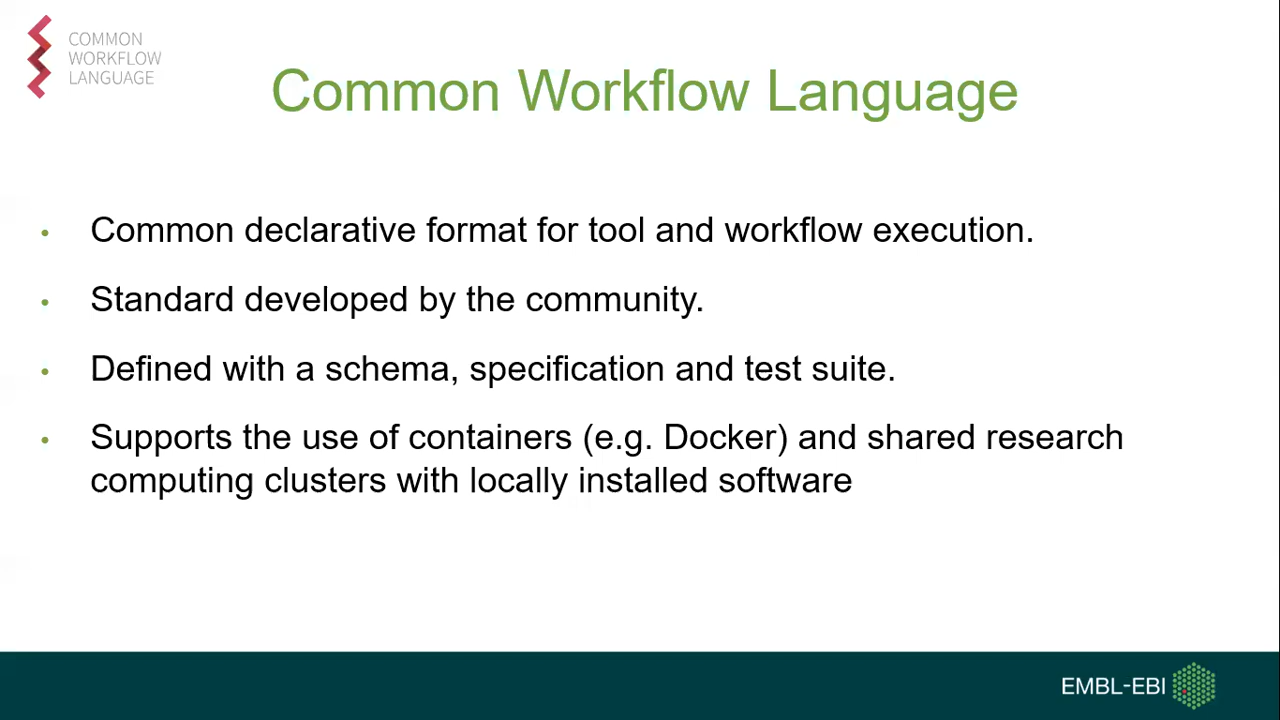 COMMON
WORKFLOW
LANGUAGE
Common Workflow Language
• Common declarative format for tool and workflow execution.
• Standard developed by the community.
• Defined with a schema, specification and test suite.
• Supports the use of containers (e.g. Docker) and shared research
computing clusters with locally installed software
EMBL-EBI